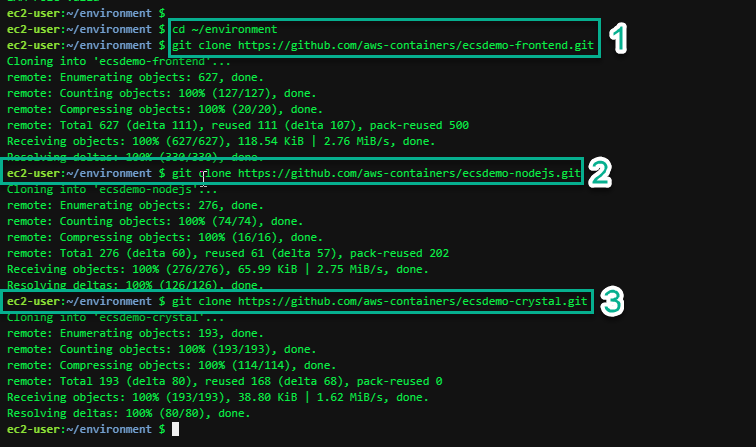 ec2-user:~/environment $
ec2-user:~/environment $ cd ~/environment
ec2-user:~/environment $ git clone https://github.com/aws-containers/ecsdemo-frontend.git
1
Cloning into 'ecsdemo-frontend'...
remote: Enumerating objects: 627, done.
remote: Counting objects: 100% (127/127), done.
remote: Compressing objects: 100% (20/20), done.
remote: Total 627 (delta 111), reused 111 (delta 107), pack-reused 500
Receiving objects: 100% (627/627), 118.54 KiB | 2.76 MiB/s, done.
Resolving deltas: 100% (330/330), done.
ec2-user:~/environment $ git clone https://github.com/aws-containers/ecsdemo-nodejs.git
2
Cloning into 'ecsdemo-nodejs'...
remote: Enumerating objects: 276, done.
remote: Counting objects: 100% (74/74), done.
remote: Compressing objects: 100% (16/16), done.
remote: Total 276 (delta 60), reused 61 (delta 57), pack-reused 202
Receiving objects: 100% (276/276), 65.99 KiB | 2.75 MiB/s, done.
Resolving deltas: 100% (126/126), done.
ec2-user:~/environment $ git clone https://github.com/aws-containers/ecsdemo-crystal.git
3
Cloning into 'ecsdemo-crystal'...
remote: Enumerating objects: 193, done.
remote: Counting objects: 100% (193/193), done.
remote: Compressing objects: 100% (114/114), done.
remote: Total 193 (delta 80), reused 168 (delta 68), pack-reused 0
Receiving objects: 100% (193/193), 38.80 KiB | 1.62 MiB/s, done.
Resolving deltas: 100% (80/80), done.
ec2-user:~/environment $